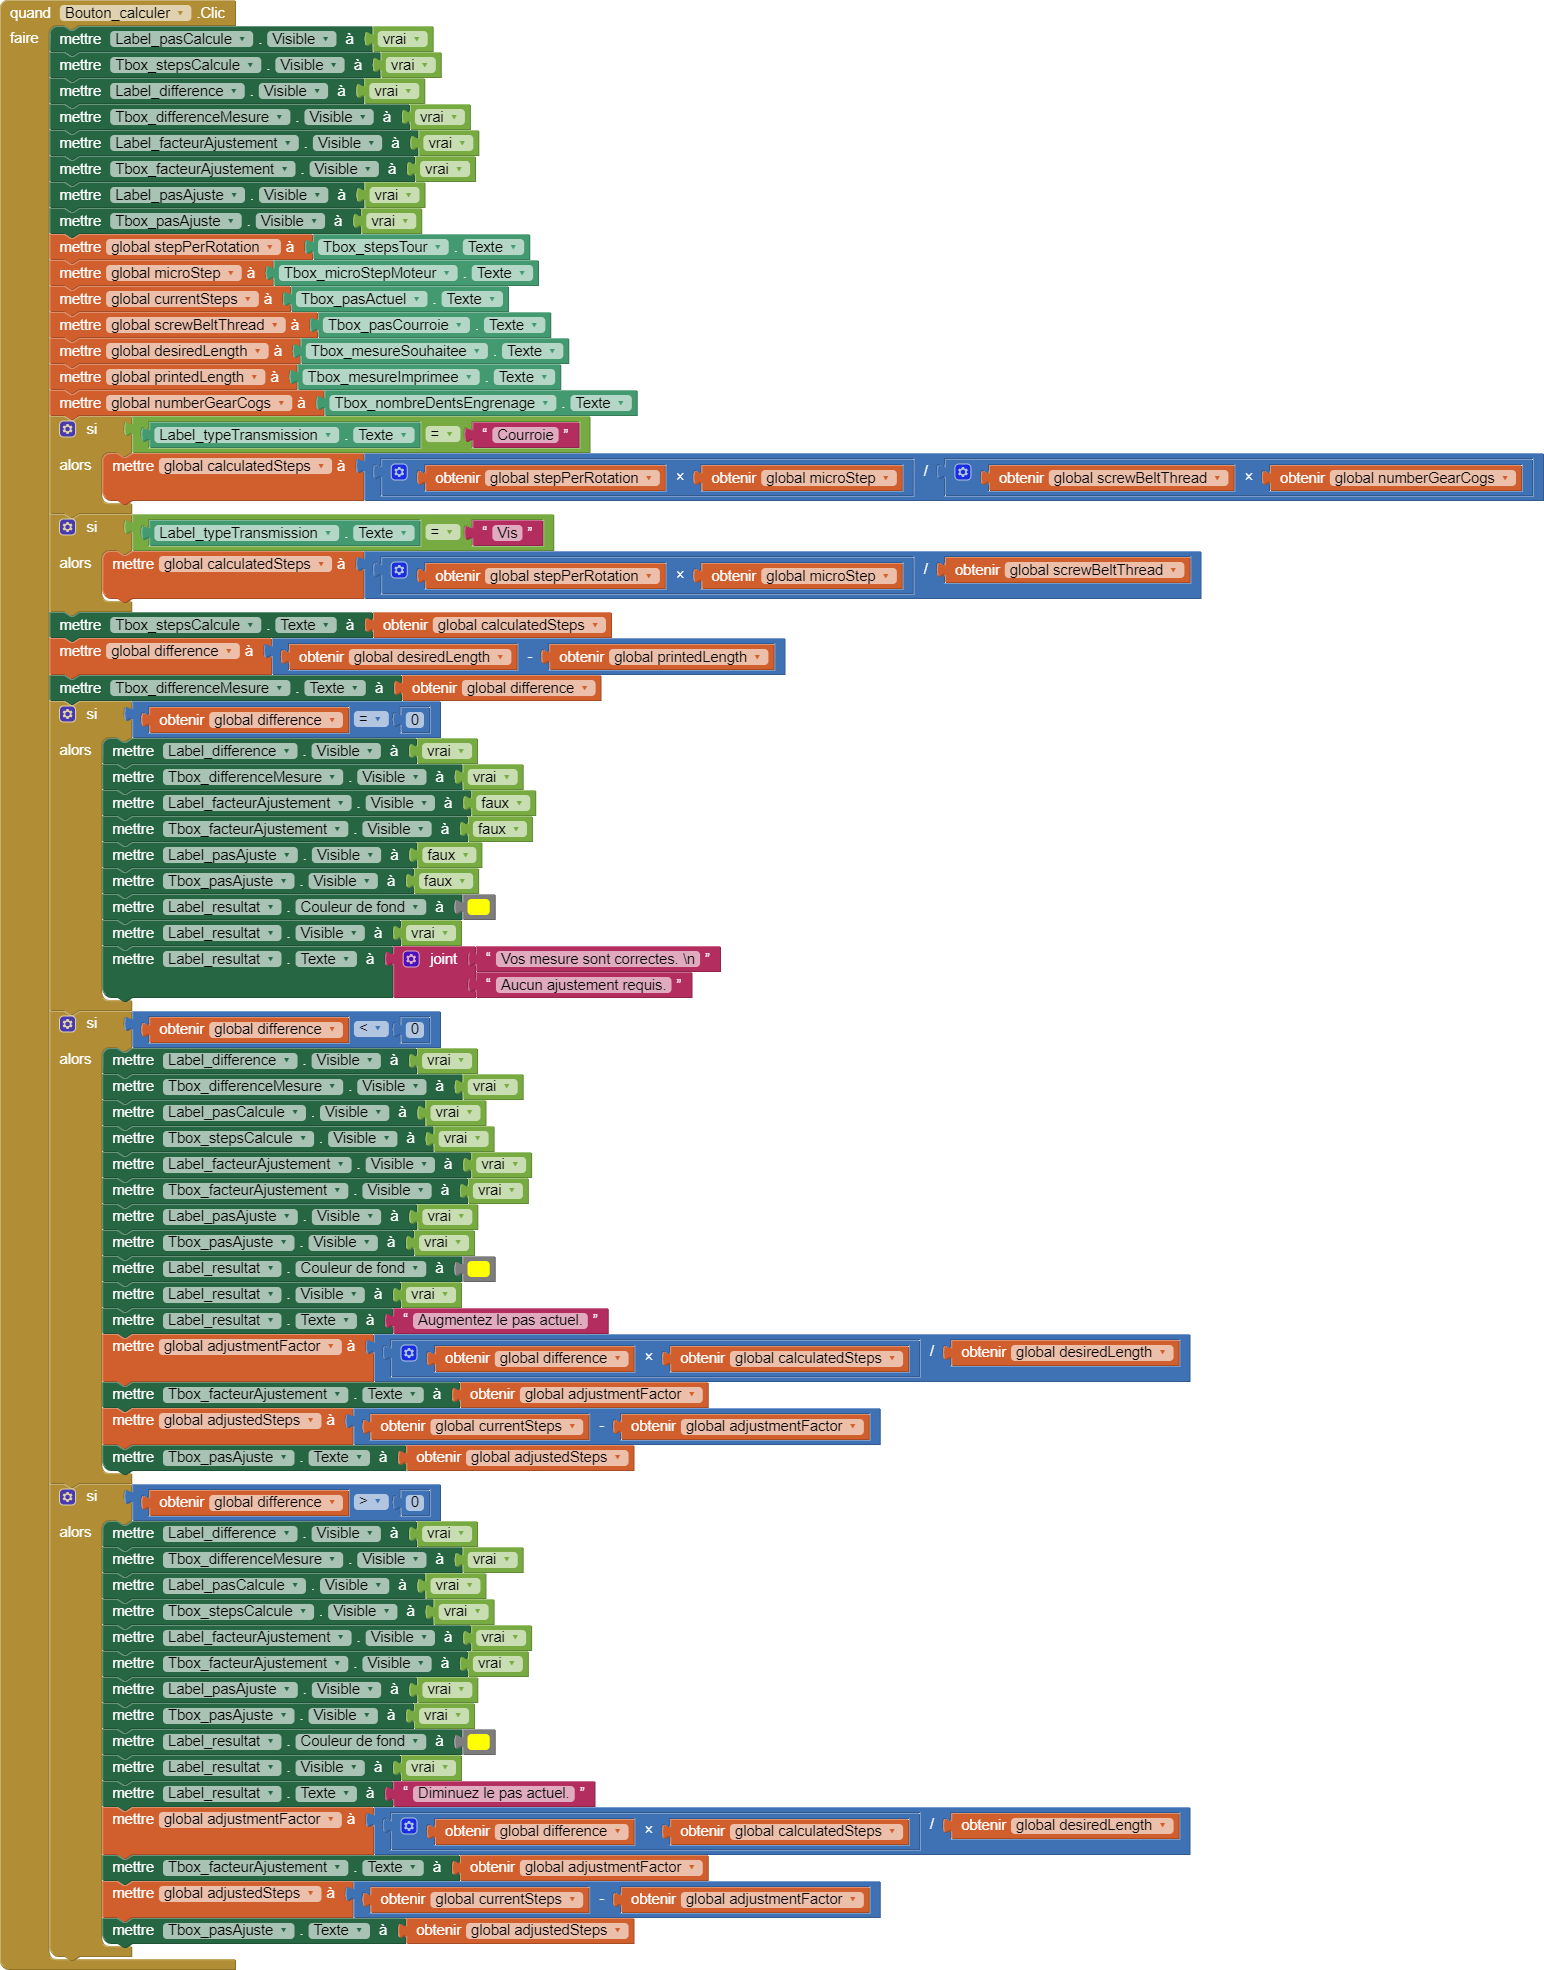 quand Bouton_calculer .Clic
faire mettre Label_pasCalcule . Visible à vrai
mettre Tbox_stepsCalcule . Visible à vrai
mettre Label_difference . Visible à vrai
mettre Tbox_differenceMesure . Visible à vrai
mettre Label_facteurAjustement . Visible à vrai
mettre Tbox_facteurAjustement . Visible à vrai
mettre Label_pasAjuste . Visible à vrai
mettre Tbox_pasAjuste . Visible à vrai
mettre global stepPerRotation à Tbox_stepsTour . Texte
mettre global microStep à Tbox_microStepMoteur . Texte
mettre global currentSteps à Tbox_pasActuel . Texte
mettre global screwBeltThread à Tbox_pasCourroie . Texte
mettre global desiredLength à Tbox_mesureSouhaitee . Texte
mettre global printedLength à Tbox_mesureImprimee . Texte
mettre global numberGearCogs à Tbox_nombreDentsEngrenage . Texte
si Label_typeTransmission . Texte = “ Courroie ”
alors mettre global calculatedSteps à obtenir global stepPerRotation × obtenir global microStep / obtenir global screwBeltThread × obtenir global numberGearCogs
si Label_typeTransmission . Texte = “ Vis ”
alors mettre global calculatedSteps à obtenir global stepPerRotation × obtenir global microStep / obtenir global screwBeltThread
mettre Tbox_stepsCalcule . Texte à obtenir global calculatedSteps
mettre global difference à obtenir global desiredLength - obtenir global printedLength
mettre Tbox_differenceMesure . Texte à obtenir global difference
si obtenir global difference = 0
alors mettre Label_difference . Visible à vrai
mettre Tbox_differenceMesure . Visible à vrai
mettre Label_facteurAjustement . Visible à faux
mettre Tbox_facteurAjustement . Visible à faux
mettre Label_pasAjuste . Visible à faux
mettre Tbox_pasAjuste . Visible à faux
mettre Label_resultat . Couleur de fond à
mettre Label_resultat . Visible à vrai
mettre Label_resultat . Texte à joint “ Vos mesure sont correctes. \n ”
“ Aucun ajustement requis. ”
si obtenir global difference < 0
alors mettre Label_difference . Visible à vrai
mettre Tbox_differenceMesure . Visible à vrai
mettre Label_pasCalcule . Visible à vrai
mettre Tbox_stepsCalcule . Visible à vrai
mettre Label_facteurAjustement . Visible à vrai
mettre Tbox_facteurAjustement . Visible à vrai
mettre Label_pasAjuste . Visible à vrai
mettre Tbox_pasAjuste . Visible à vrai
mettre Label_resultat . Couleur de fond à
mettre Label_resultat . Visible à vrai
mettre Label_resultat . Texte à “ Augmentez le pas actuel. ”
mettre global adjustmentFactor à obtenir global difference × obtenir global calculatedSteps / obtenir global desiredLength
mettre Tbox_facteurAjustement . Texte à obtenir global adjustmentFactor
mettre global adjustedSteps à obtenir global currentSteps - obtenir global adjustmentFactor
mettre Tbox_pasAjuste . Texte à obtenir global adjustedSteps
si obtenir global difference > 0
alors mettre Label_difference . Visible à vrai
mettre Tbox_differenceMesure . Visible à vrai
mettre Label_pasCalcule . Visible à vrai
mettre Tbox_stepsCalcule . Visible à vrai
mettre Label_facteurAjustement . Visible à vrai
mettre Tbox_facteurAjustement . Visible à vrai
mettre Label_pasAjuste . Visible à vrai
mettre Tbox_pasAjuste . Visible à vrai
mettre Label_resultat . Couleur de fond à
mettre Label_resultat . Visible à vrai
mettre Label_resultat . Texte à “ Diminuez le pas actuel. ”
mettre global adjustmentFactor à obtenir global difference × obtenir global calculatedSteps / obtenir global desiredLength
mettre Tbox_facteurAjustement . Texte à obtenir global adjustmentFactor
mettre global adjustedSteps à obtenir global currentSteps - obtenir global adjustmentFactor
mettre Tbox_pasAjuste . Texte à obtenir global adjustedSteps